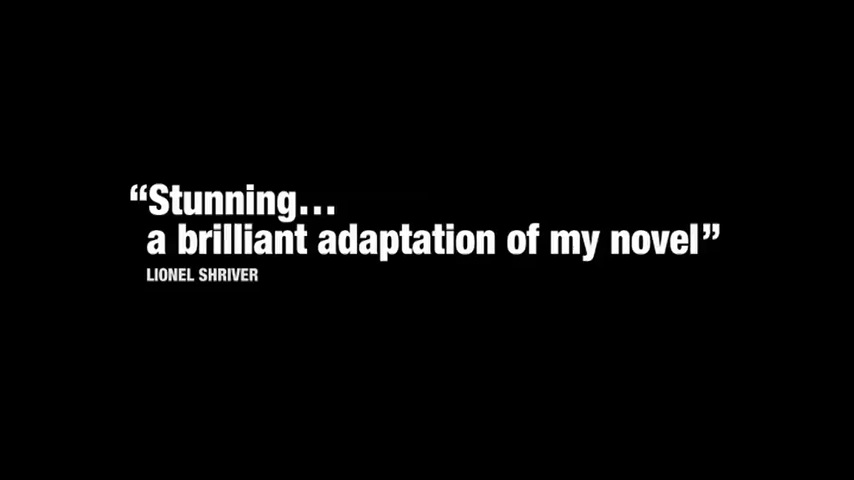 “Stunning...
a brilliant adaptation of my novel”
LIONEL SHRIVER